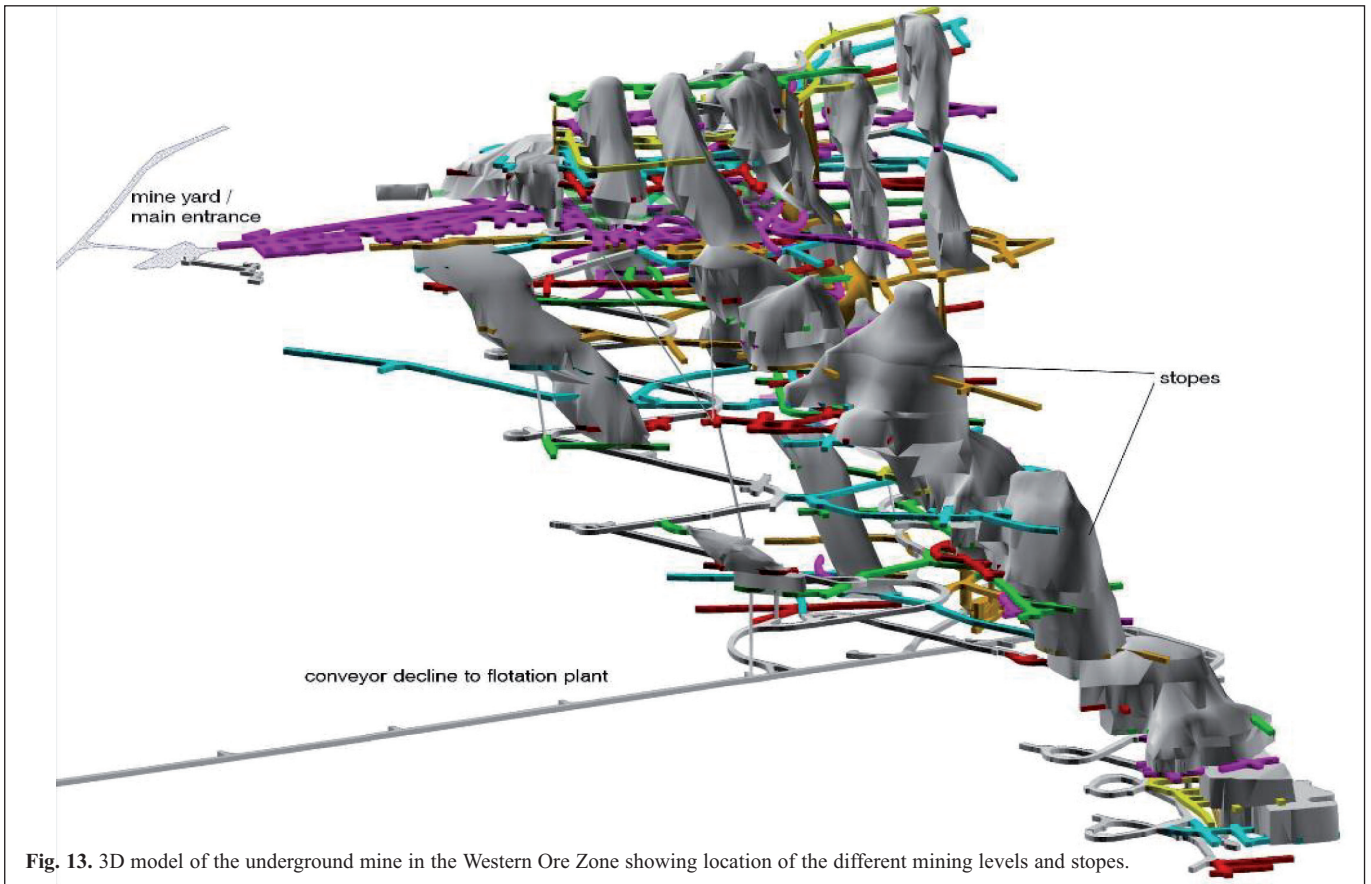 mine yard /
main entrance
stopes
conveyor decline to flotation plant
Fig. 13. 3D model of the underground mine in the Western Ore Zone showing location of the different mining levels and stopes.